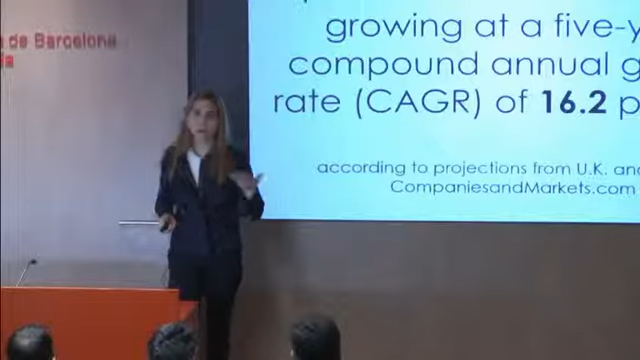 de Barcelona
growing at a five-y
compound annual g
rate (CAGR) of 16.2 p
according to projections from U.K. and
CompaniesandMarkets.com